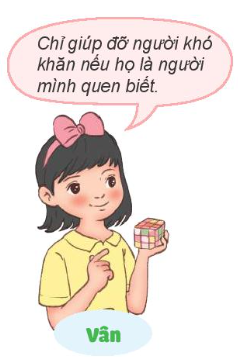 Chỉ giúp đỡ người khó
khăn nếu họ là người
mình quen biết.
Vân